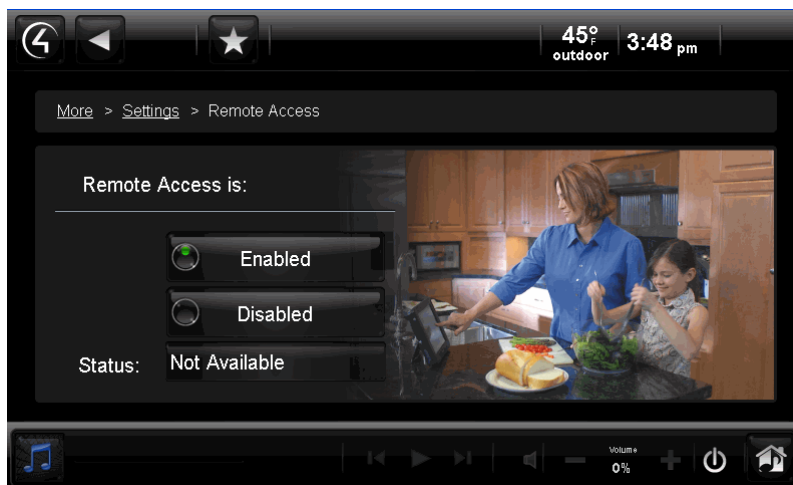 45°F
outdoor
3:48 pm
More > Settings > Remote Access
Remote Access is:
Enabled
Disabled
Status: Not Available
Volume
0%